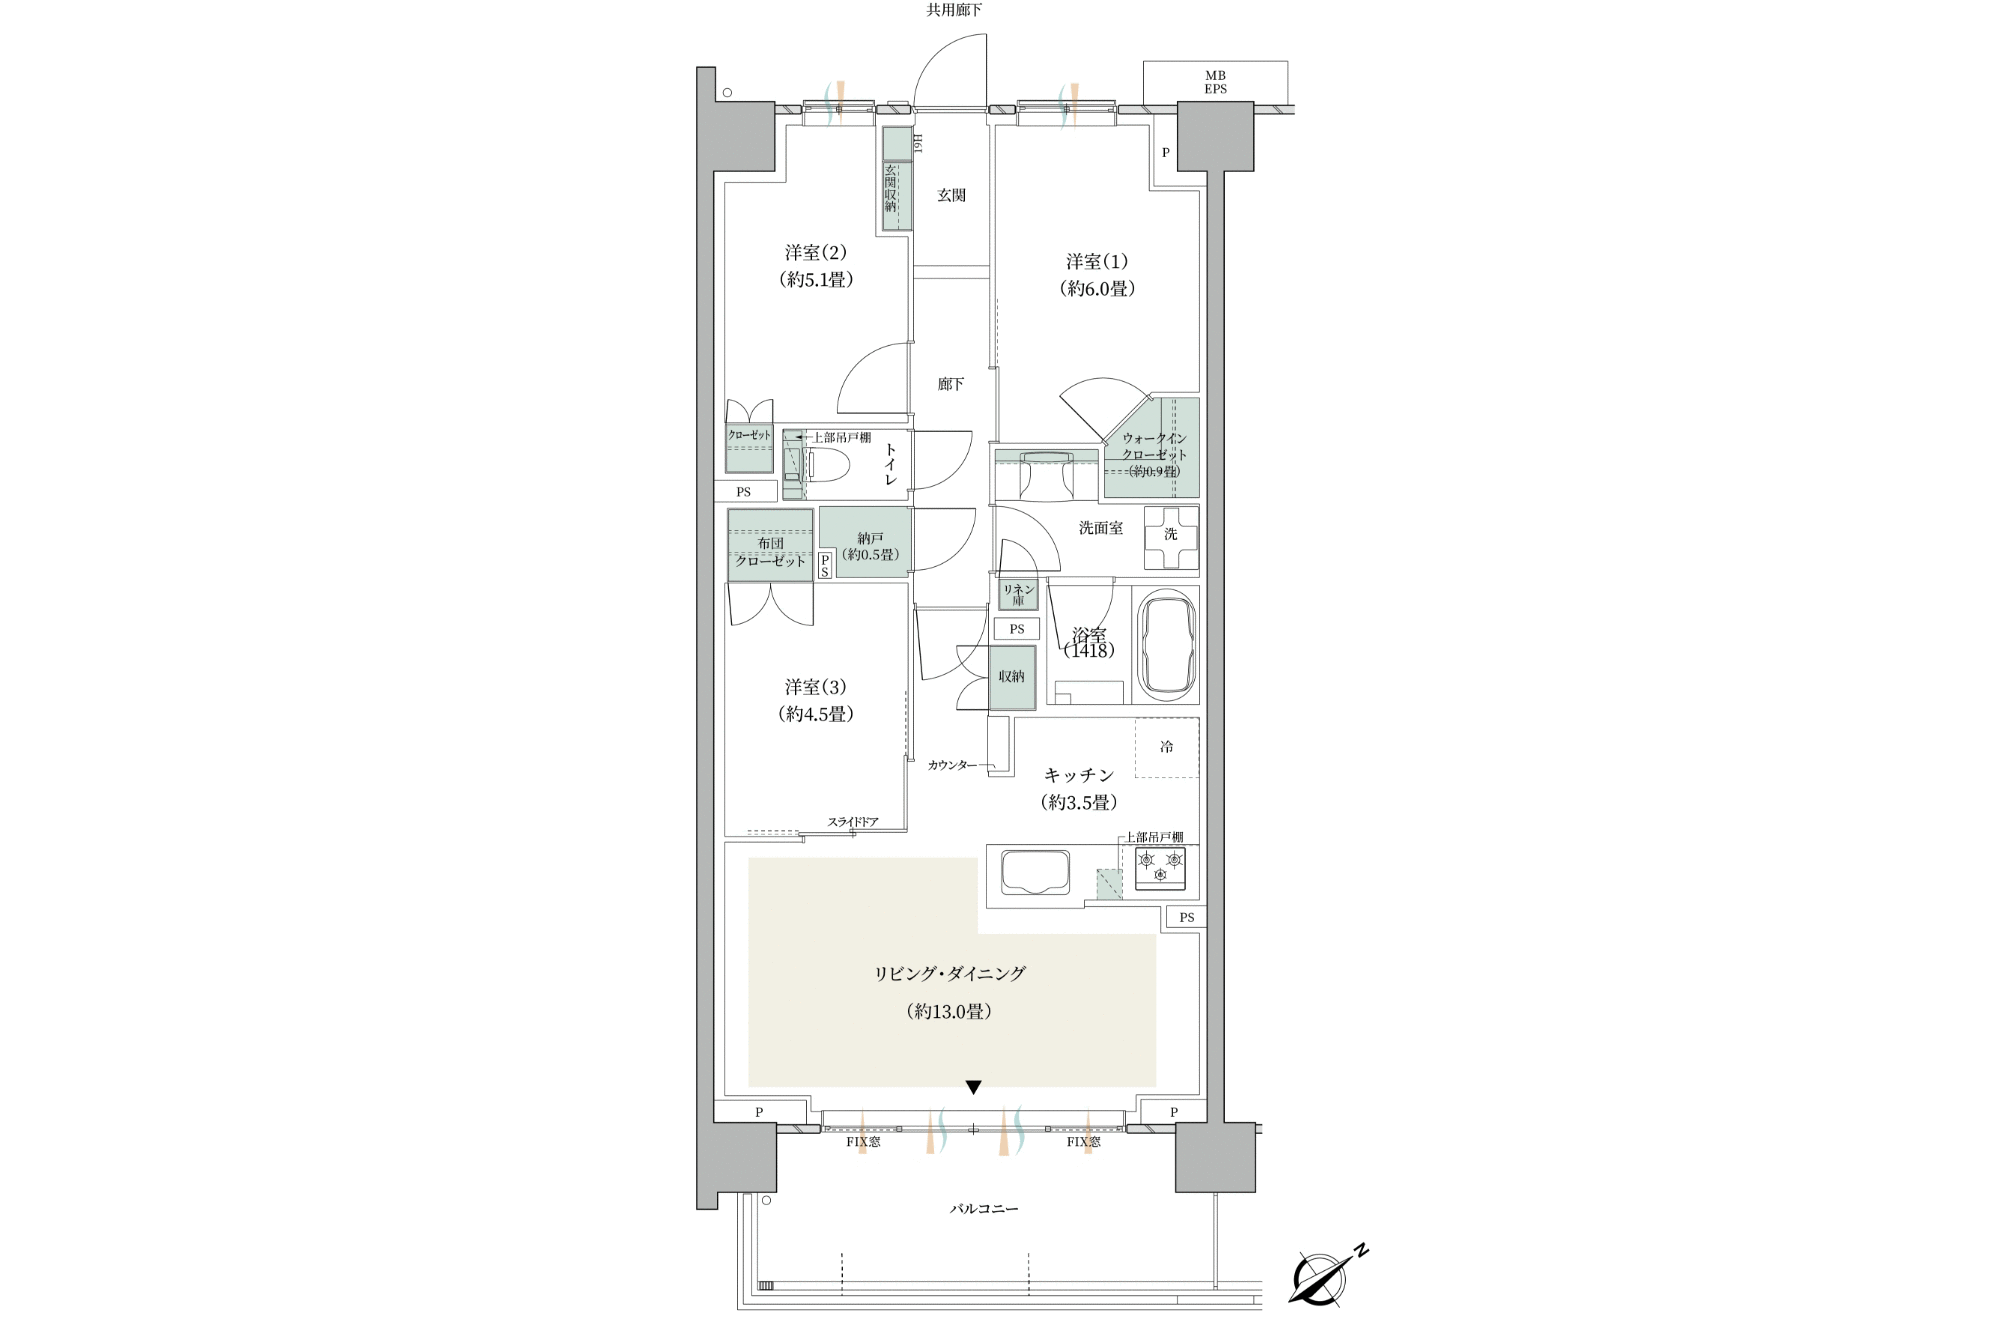 共用廊下
MB
EPS
19H
玄関収納
玄関
P
洋室(2)
(約5.1畳)
洋室(1)
(約6.0畳)
廊下
クローゼット
上部吊戸棚
トイレ
ウォークイン
クローゼット
(約0.9畳)
PS
洗面室
洗
布団
クローゼット
納戸
(約0.5畳)
PS
リネン
庫
PS
浴室
(1418)
収納
洋室(3)
(約4.5畳)
カウンター
冷
キッチン
(約3.5畳)
スライドドア
上部吊戸棚
PS
リビング・ダイニング
(約13.0畳)
P
P
FIX窓
FIX窓
バルコニー
N